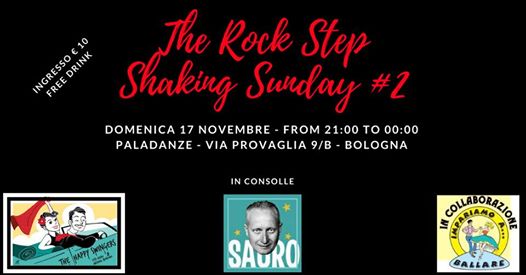 INGRESSO € 10
FREE DRINK
The Rock Step
Shaking Sunday #2
DOMENICA 17 NOVEMBRE - FROM 21:00 TO 00:00
PALADANZE - VIA PROVAGLIA 9/B - BOLOGNA
IN CONSOLLE
THE HAPPY SWINGERS
SAURO
IN COLLABORAZIONE
IMPARIAMO A...
BALLARE